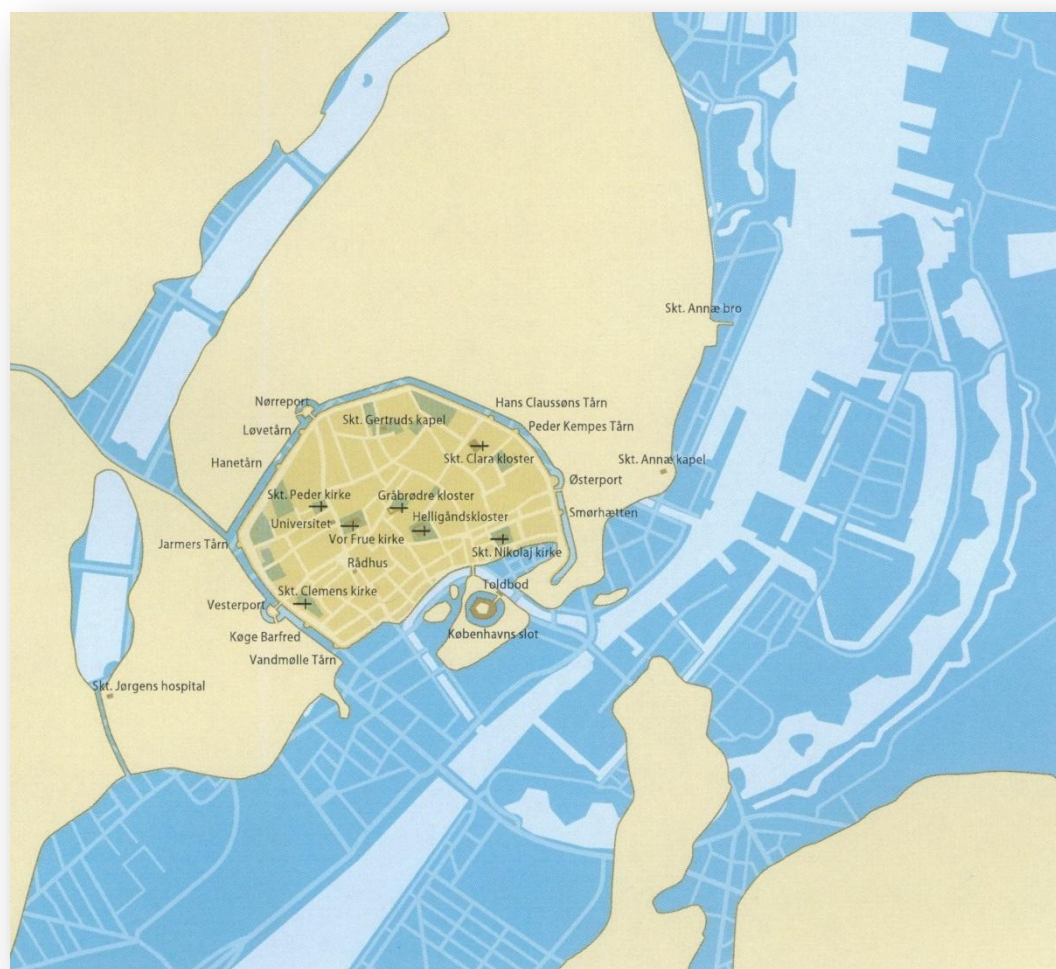 Skt. Annæ bro
Nørreport
Hans Claussøns Tårn
Skt. Gertruds kapel
Løvetårn
Peder Kempes Tårn
Hanetårn
Skt. Clara kloster
Skt. Annæ kapel
Østerport
Skt. Peder kirke
Gråbrødre kloster
Smørhætten
Universitet
Helligåndskloster
Vor Frue kirke
Jarmers Tårn
Skt. Nikolaj kirke
Rådhus
Toldbod
Skt. Clemens kirke
Vesterport
Københavns slot
Køge Barfred
Vandmølle Tårn
Skt. Jørgens hospital